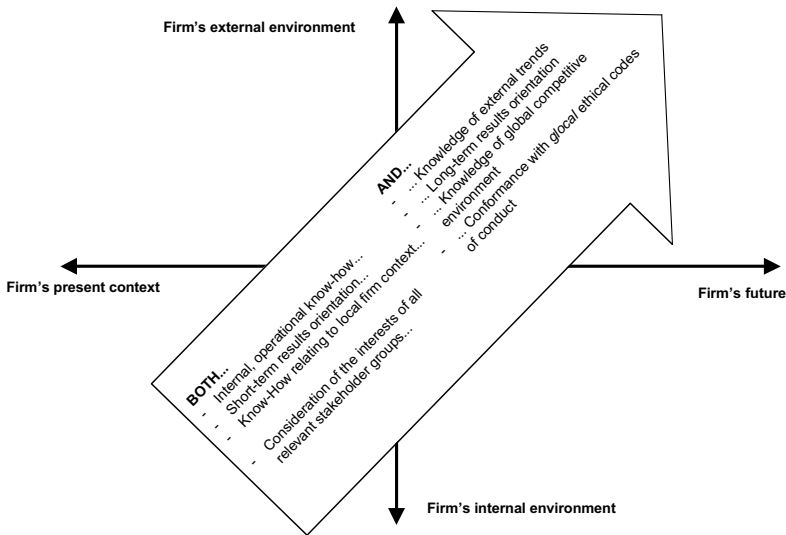 Firm's external environment
AND...
- ... Knowledge of external trends
- ... Long-term results orientation
- ... Knowledge of global competitive
environment
- ... Conformance with glocal ethical codes
of conduct
Firm's present context
Firm's future
BOTH...
- Internal, operational know-how...
- Short-term results orientation...
- Know-How relating to local firm context...
- Consideration of the interests of all
relevant stakeholder groups...
Firm's internal environment